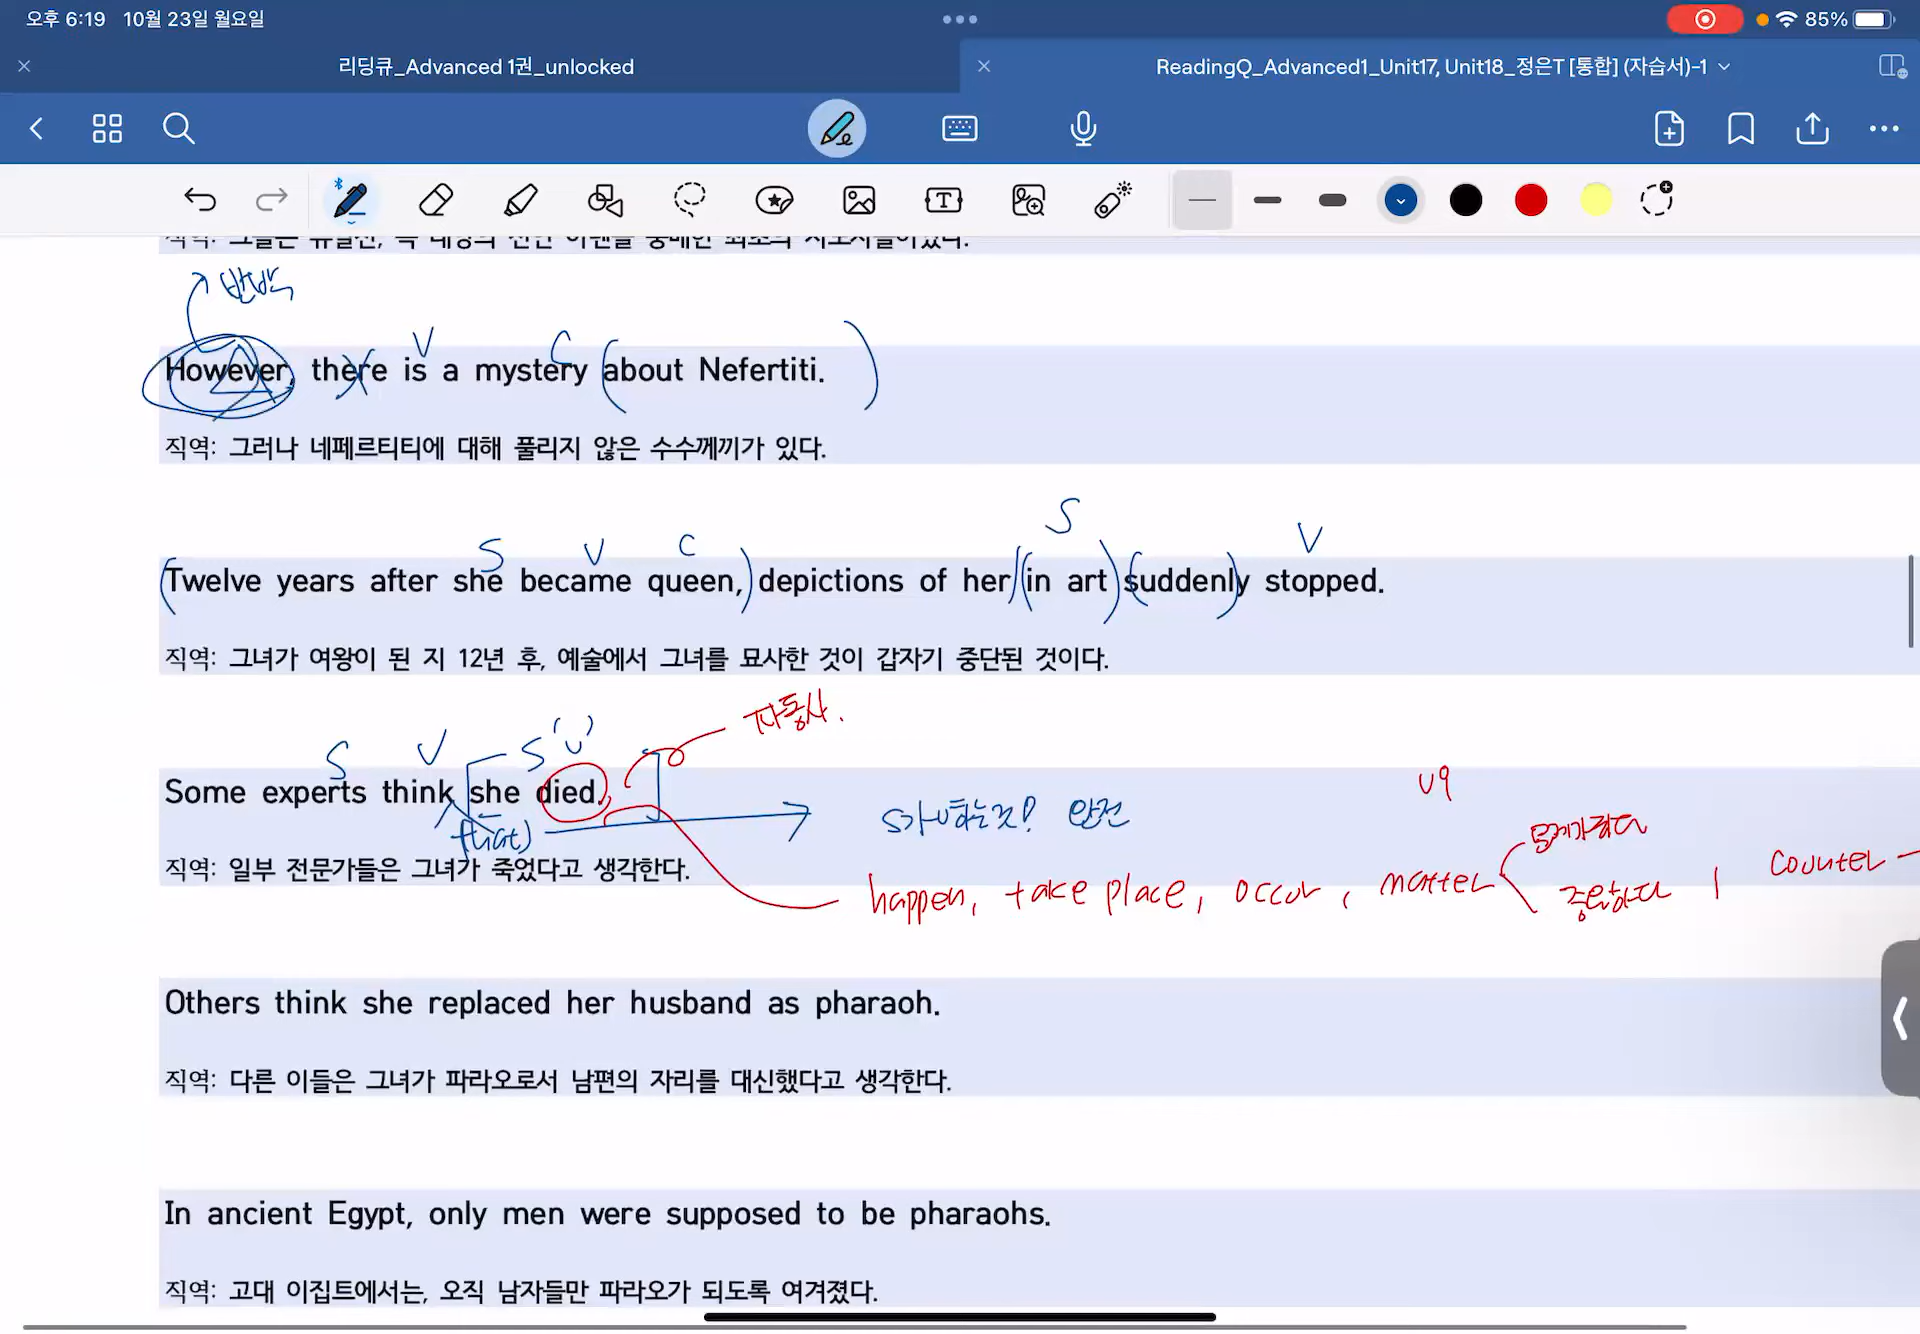 오후 6:19 10월 23일 월요일
85%
리딩큐_Advanced 1권_unlocked
ReadingQ_Advanced1_Unit17, Unit18_정은T [통합] (자습서)-1
반박
V C
However, there is a mystery about Nefertiti.
직역: 그러나 네페르티티에 대해 풀리지 않은 수수께끼가 있다.
S V C S V
Twelve years after she became queen, depictions of her in art suddenly stopped.
직역: 그녀가 여왕이 된 지 12년 후, 예술에서 그녀를 묘사한 것이 갑자기 중단된 것이다.
자동사.
S V S' v'
Some experts think she died.
(that)
S가 v하는것! 완전
직역: 일부 전문가들은 그녀가 죽었다고 생각한다.
happen, take place, occur, matter
문제가되다
중요하다
counter
Others think she replaced her husband as pharaoh.
직역: 다른 이들은 그녀가 파라오로서 남편의 자리를 대신했다고 생각한다.
In ancient Egypt, only men were supposed to be pharaohs.
직역: 고대 이집트에서는, 오직 남자들만 파라오가 되도록 여겨졌다.